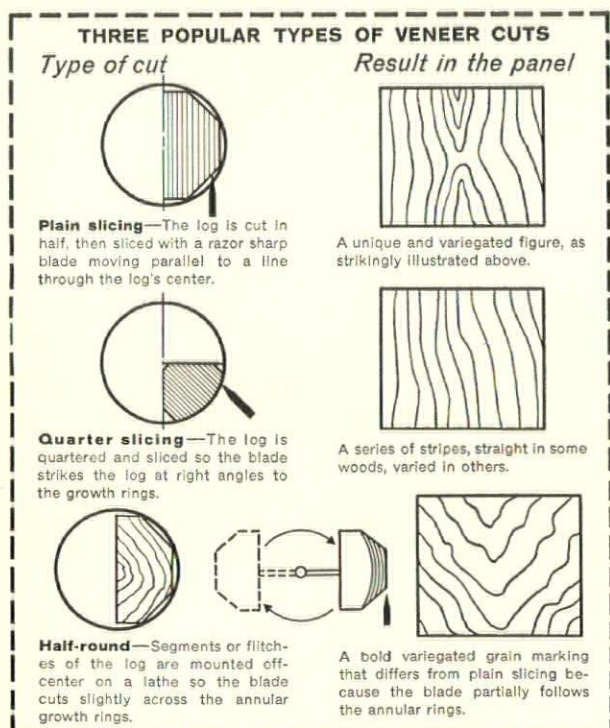 THREE POPULAR TYPES OF VENEER CUTS
Type of cut
Result in the panel
Plain slicing—The log is cut in
half, then sliced with a razor sharp
blade moving parallel to a line
through the log's center.
A unique and variegated figure, as
strikingly illustrated above.
Quarter slicing—The log is
quartered and sliced so the blade
strikes the log at right angles to
the growth rings.
A series of stripes, straight in some
woods, varied in others.
Half-round—Segments or flitch-
es of the log are mounted off-
center on a lathe so the blade
cuts slightly across the annular
growth rings.
A bold variegated grain marking
that differs from plain slicing be-
cause the blade partially follows
the annular rings.